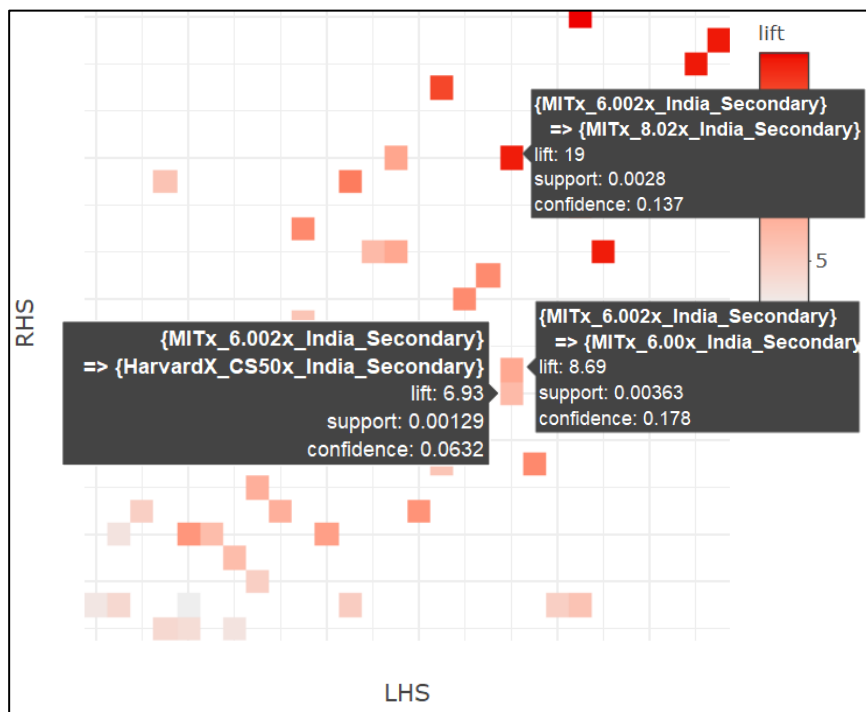 lift
{MITx_6.002x_India_Secondary}
=> {MITx_8.02x_India_Secondary}
lift: 19
support: 0.0028
confidence: 0.137
5
RHS
{MITx_6.002x_India_Secondary}
=> {MITx_6.00x_India_Secondary
lift: 8.69
support: 0.00363
confidence: 0.178
{MITx_6.002x_India_Secondary}
=> {HarvardX_CS50x_India_Secondary}
lift: 6.93
support: 0.00129
confidence: 0.0632
LHS